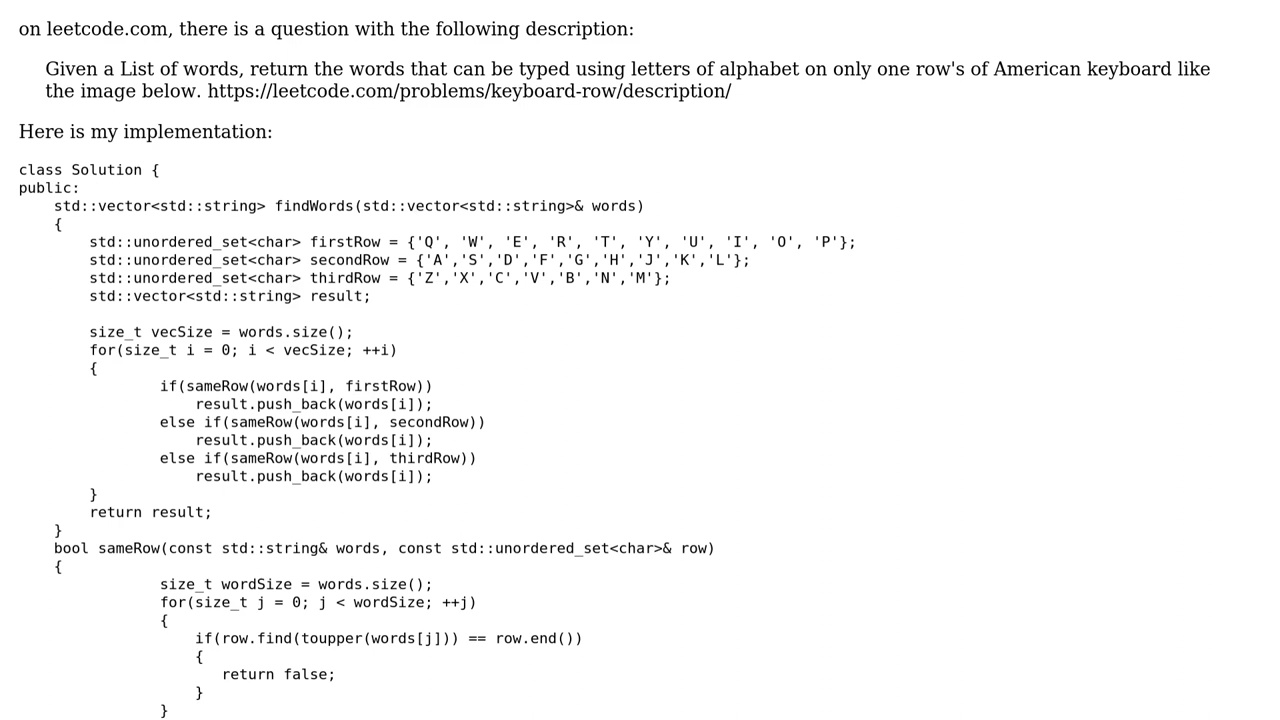 on leetcode.com, there is a question with the following description:
Given a List of words, return the words that can be typed using letters of alphabet on only one row's of American keyboard like
the image below. https://leetcode.com/problems/keyboard-row/description/
Here is my implementation:
class Solution {
public:
    std::vector<std::string> findWords(std::vector<std::string>& words)
    {
        std::unordered_set<char> firstRow = {'Q', 'W', 'E', 'R', 'T', 'Y', 'U', 'I', 'O', 'P'};
        std::unordered_set<char> secondRow = {'A','S','D','F','G','H','J','K','L'};
        std::unordered_set<char> thirdRow = {'Z','X','C','V','B','N','M'};
        std::vector<std::string> result;
        size_t vecSize = words.size();
        for(size_t i = 0; i < vecSize; ++i)
        {
                if(sameRow(words[i], firstRow))
                    result.push_back(words[i]);
                else if(sameRow(words[i], secondRow))
                    result.push_back(words[i]);
                else if(sameRow(words[i], thirdRow))
                    result.push_back(words[i]);
        }
        return result;
    }
    bool sameRow(const std::string& words, const std::unordered_set<char>& row)
    {
                size_t wordSize = words.size();
                for(size_t j = 0; j < wordSize; ++j)
                {
                    if(row.find(toupper(words[j])) == row.end())
                    {
                       return false;
                    }
                }